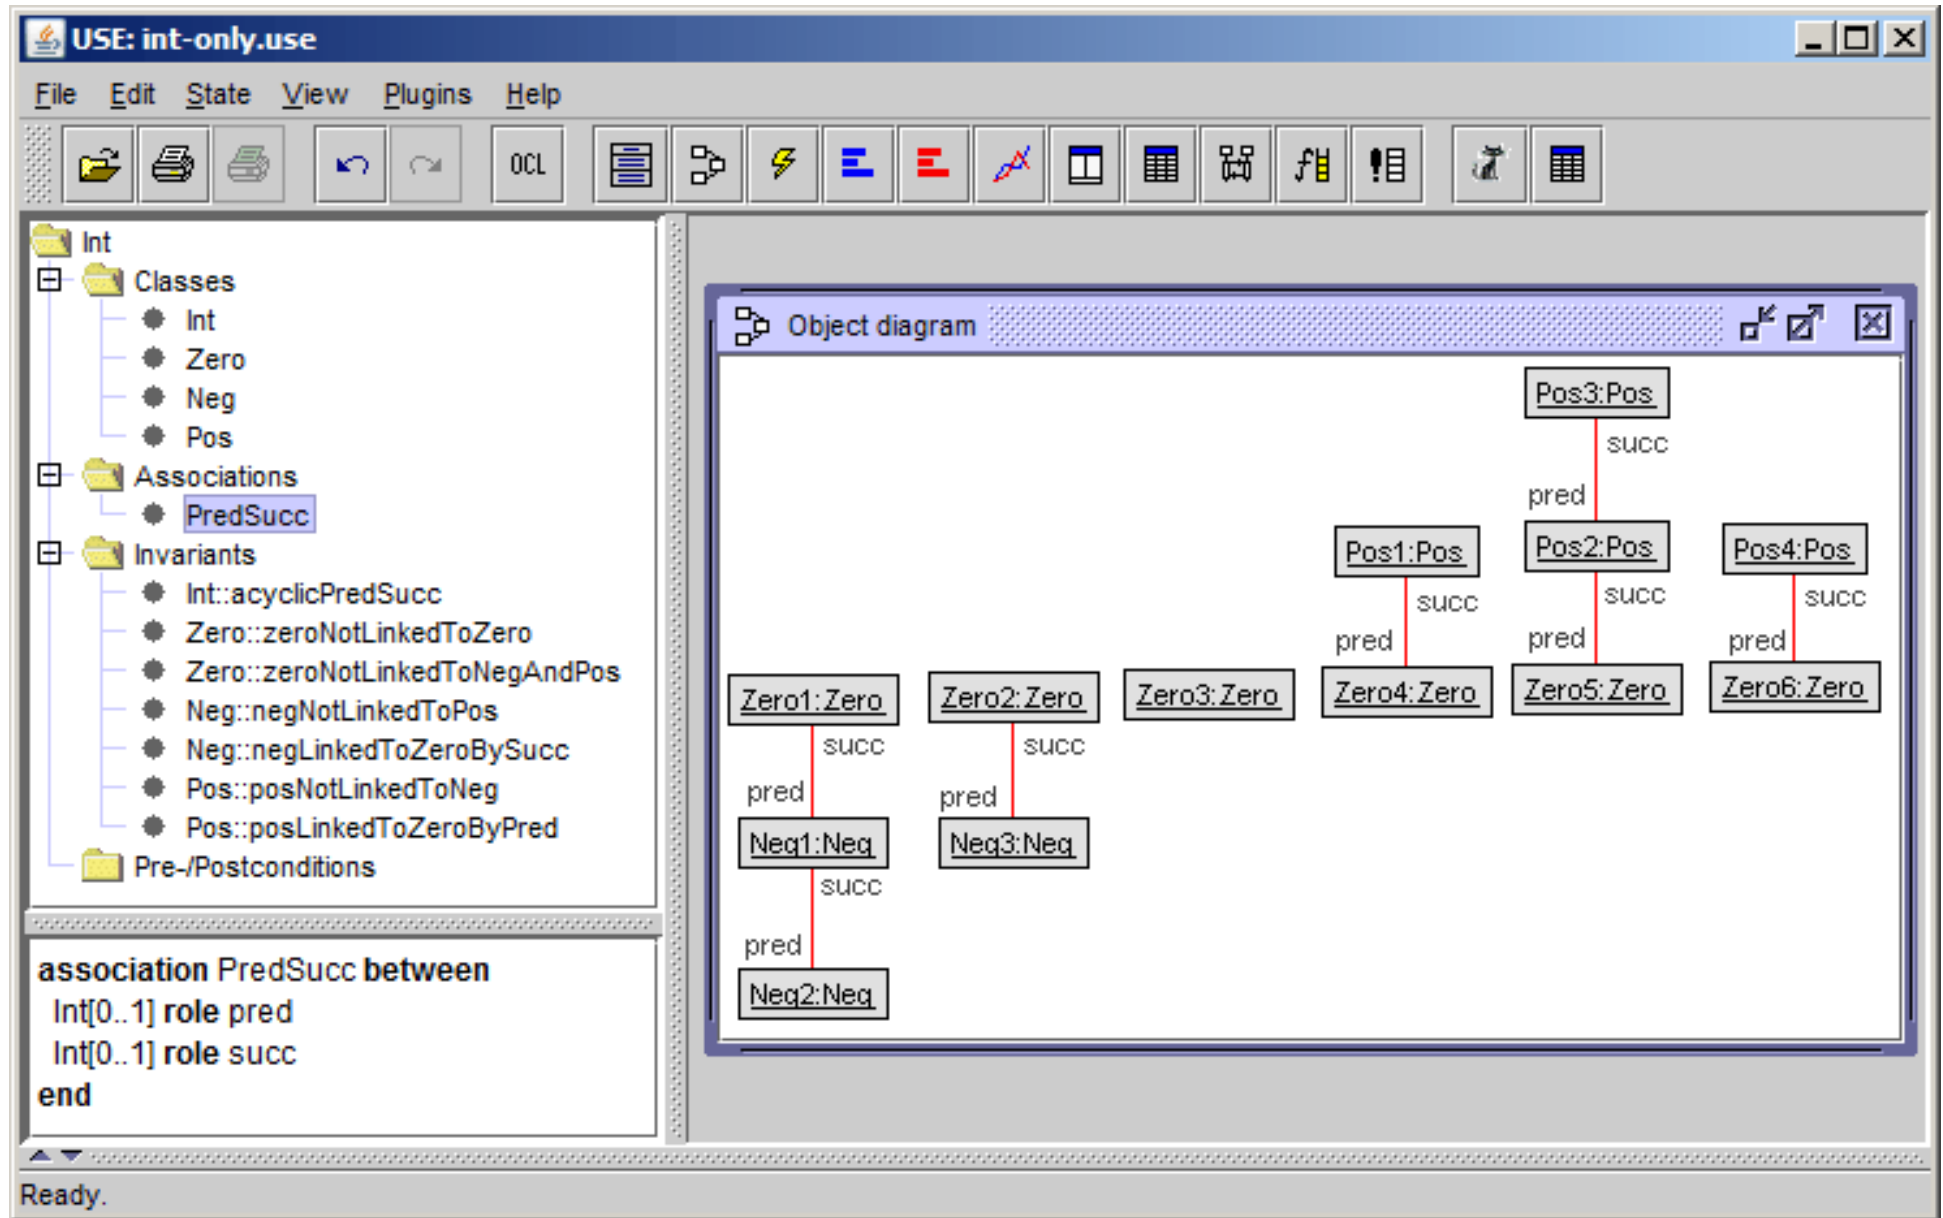 USE: int-only.use
File Edit State View Plugins Help
OCL
Int
Classes
Int
Zero
Neg
Pos
Associations
PredSucc
Invariants
Int::acyclicPredSucc
Zero::zeroNotLinkedToZero
Zero::zeroNotLinkedToNegAndPos
Neg::negNotLinkedToPos
Neg::negLinkedToZeroBySucc
Pos::posNotLinkedToNeg
Pos::posLinkedToZeroByPred
Pre-/Postconditions
association PredSucc between
Int[0..1] role pred
Int[0..1] role succ
end
Object diagram
Pos3:Pos
succ
pred
Pos1:Pos Pos2:Pos Pos4:Pos
succ succ succ
pred pred pred
Zero1:Zero Zero2:Zero Zero3:Zero Zero4:Zero Zero5:Zero Zero6:Zero
succ succ
pred pred
Neg1:Neg Neg3:Neg
succ
pred
Neg2:Neg
Ready.